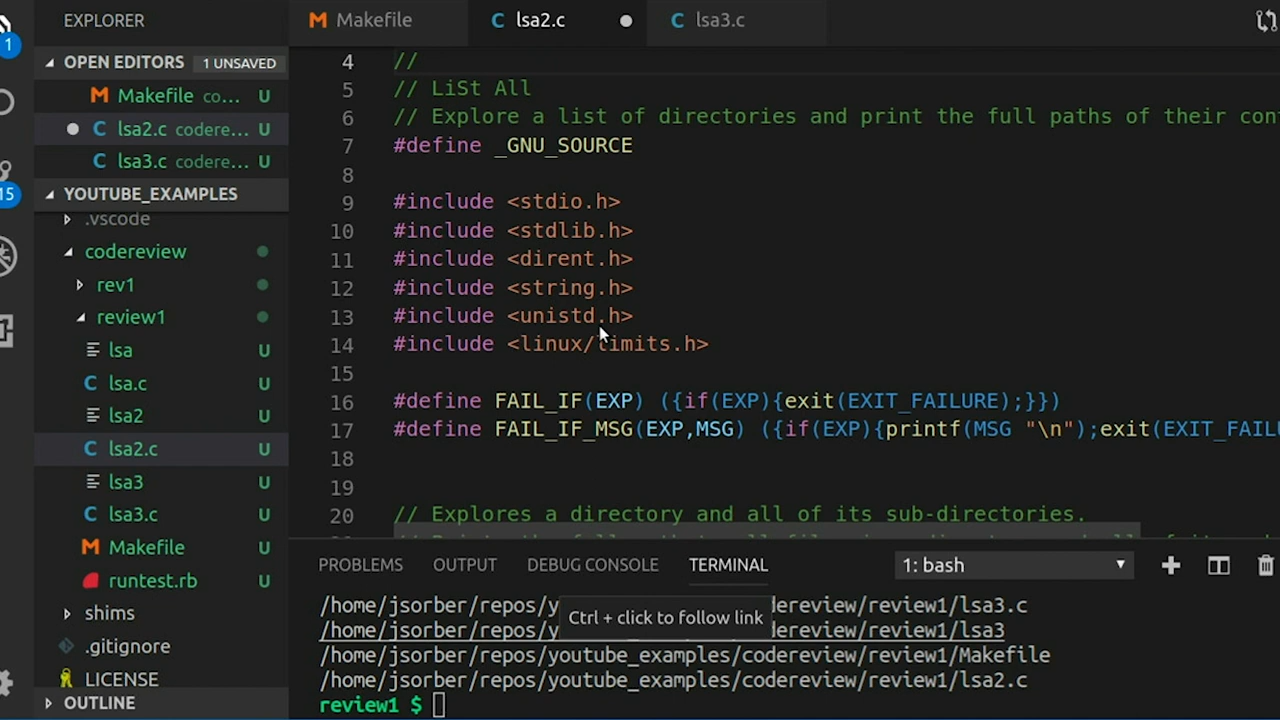 EXPLORER
OPEN EDITORS 1 UNSAVED
Makefile co... U
lsa2.c codere... U
lsa3.c codere... U
YOUTUBE_EXAMPLES
.vscode
codereview
rev1
review1
lsa U
lsa.c U
lsa2 U
lsa2.c U
lsa3 U
lsa3.c U
Makefile U
runtest.rb U
shims
.gitignore
LICENSE
OUTLINE
1
15
Makefile lsa2.c lsa3.c
4 //
5 // LiSt All
6 // Explore a list of directories and print the full paths of their con
7 #define _GNU_SOURCE
8
9 #include <stdio.h>
10 #include <stdlib.h>
11 #include <dirent.h>
12 #include <string.h>
13 #include <unistd.h>
14 #include <linux/limits.h>
15
16 #define FAIL_IF(EXP) ({if(EXP){exit(EXIT_FAILURE);}})
17 #define FAIL_IF_MSG(EXP,MSG) ({if(EXP){printf(MSG "\n");exit(EXIT_FAILU
18
19
20 // Explores a directory and all of its sub-directories.
PROBLEMS OUTPUT DEBUG CONSOLE TERMINAL 1: bash
/home/jsorber/repos/y dereview/review1/lsa3.c
Ctrl + click to follow link
/home/jsorber/repos/y dereview/review1/lsa3
/home/jsorber/repos/youtube_examples/codereview/review1/Makefile
/home/jsorber/repos/youtube_examples/codereview/review1/lsa2.c
review1 $